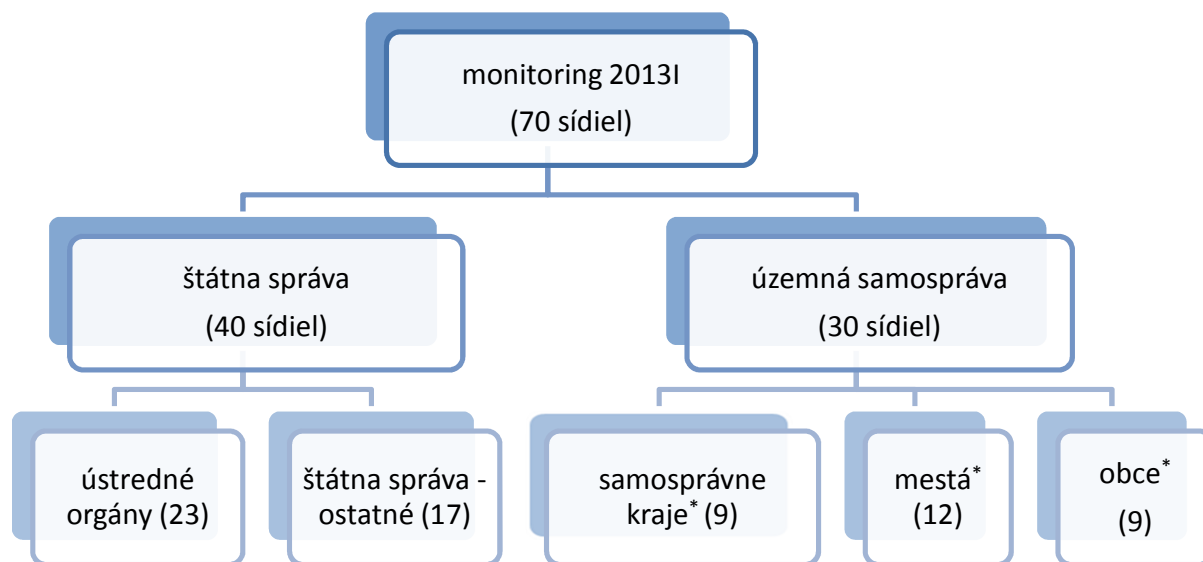 monitoring 2013I
(70 sídiel)
štátna správa
(40 sídiel)
územná samospráva
(30 sídiel)
ústredné
orgány (23)
štátna správa -
ostatné (17)
samosprávne
kraje* (9)
mestá*
(12)
obce*
(9)